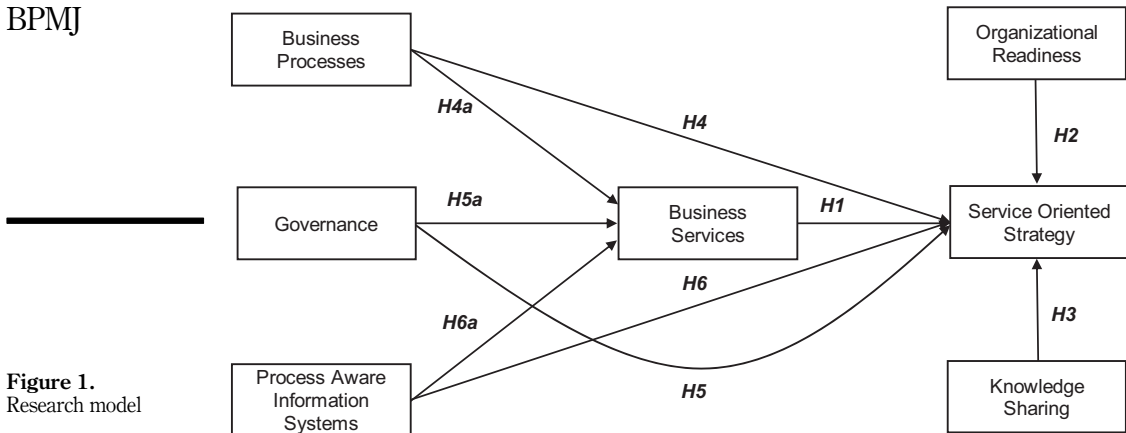 BPMJ
Business
Processes
Organizational
Readiness
H4a
H4
H2
Governance
H5a
Business
Services
H1
Service Oriented
Strategy
H6a
H6
H3
H5
Process Aware
Information
Systems
Knowledge
Sharing
Figure 1.
Research model